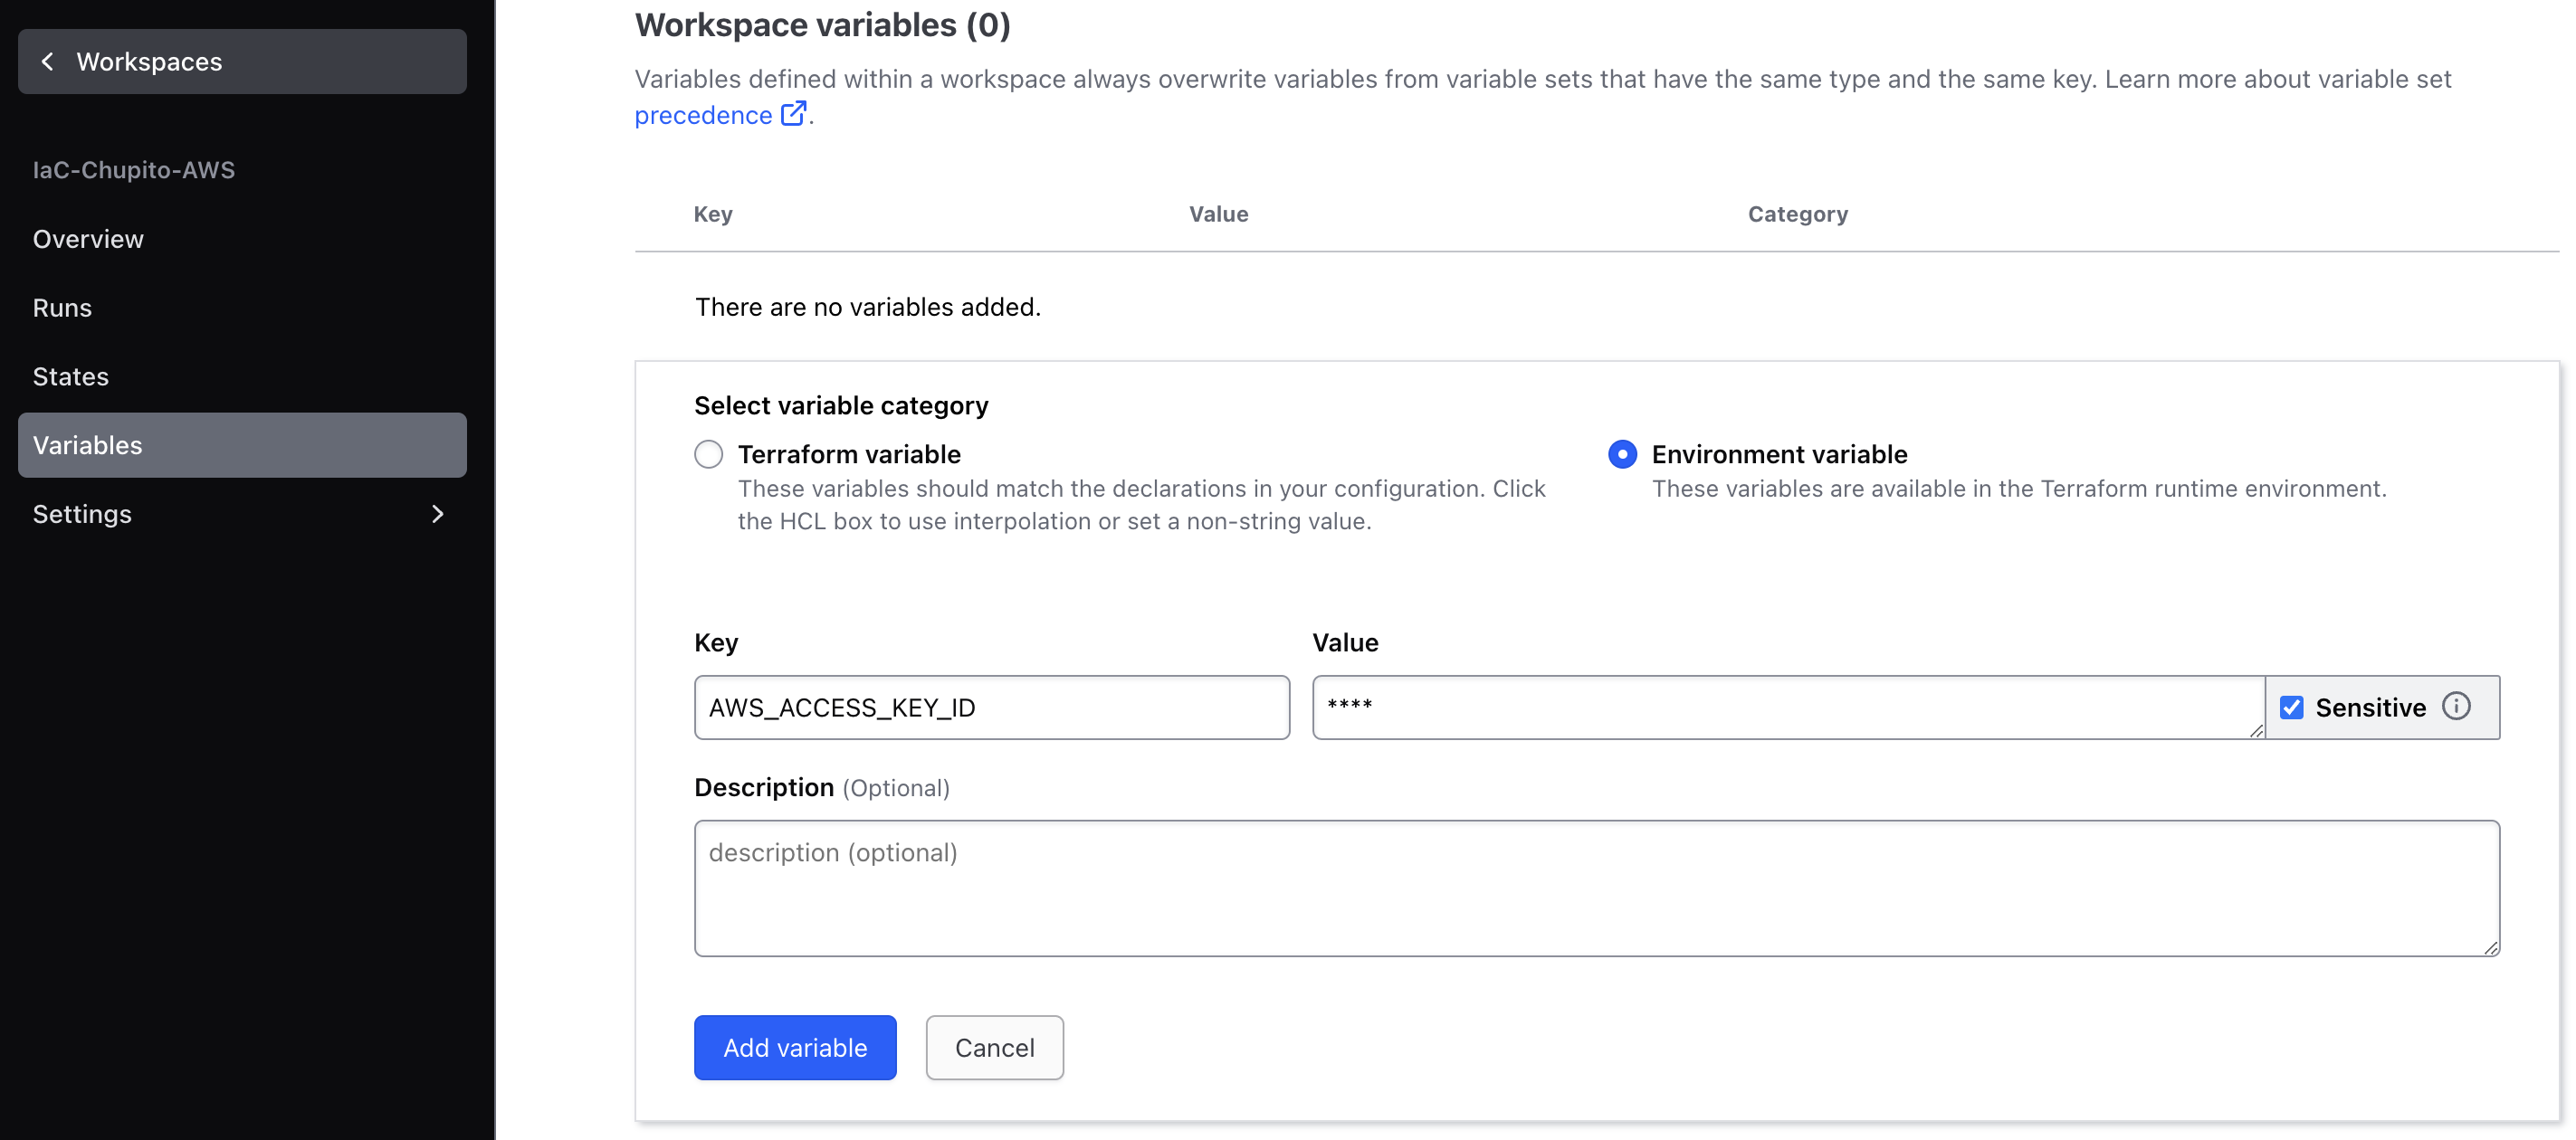 Workspaces
IaC-Chupito-AWS
Overview
Runs
States
Variables
Settings
Workspace variables (0)
Variables defined within a workspace always overwrite variables from variable sets that have the same type and the same key. Learn more about variable set
precedence.
Key Value Category
There are no variables added.
Select variable category
Terraform variable
These variables should match the declarations in your configuration. Click
the HCL box to use interpolation or set a non-string value.
Environment variable
These variables are available in the Terraform runtime environment.
Key
AWS_ACCESS_KEY_ID
Value
****
Sensitive
Description (Optional)
description (optional)
Add variable
Cancel